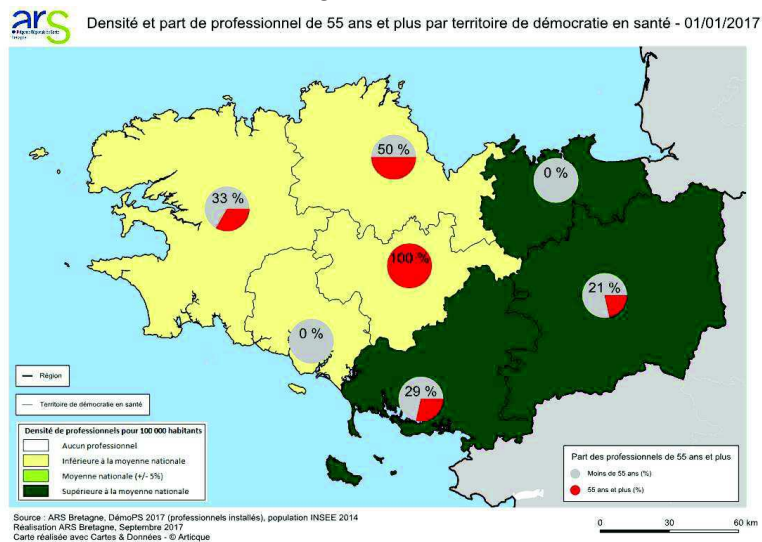 ars
Densité et part de professionnel de 55 ans et plus par territoire de démocratie en santé - 01/01/2017
50 %
0 %
33 %
100 %
21 %
0 %
29 %
Région
Territoire de démocratie en santé
Densité de professionnels pour 100 000 habitants
Aucun professionnel
Inférieure à la moyenne nationale
Moyenne nationale (+/- 5%)
Supérieure à la moyenne nationale
Part des professionnels de 55 ans et plus
Moins de 55 ans (%)
55 ans et plus (%)
Source : ARS Bretagne, DémoPS 2017 (professionnels installés), population INSEE 2014
Réalisation ARS Bretagne, Septembre 2017
Carte réalisée avec Cartes & Données - © Articque
0 30 60 km